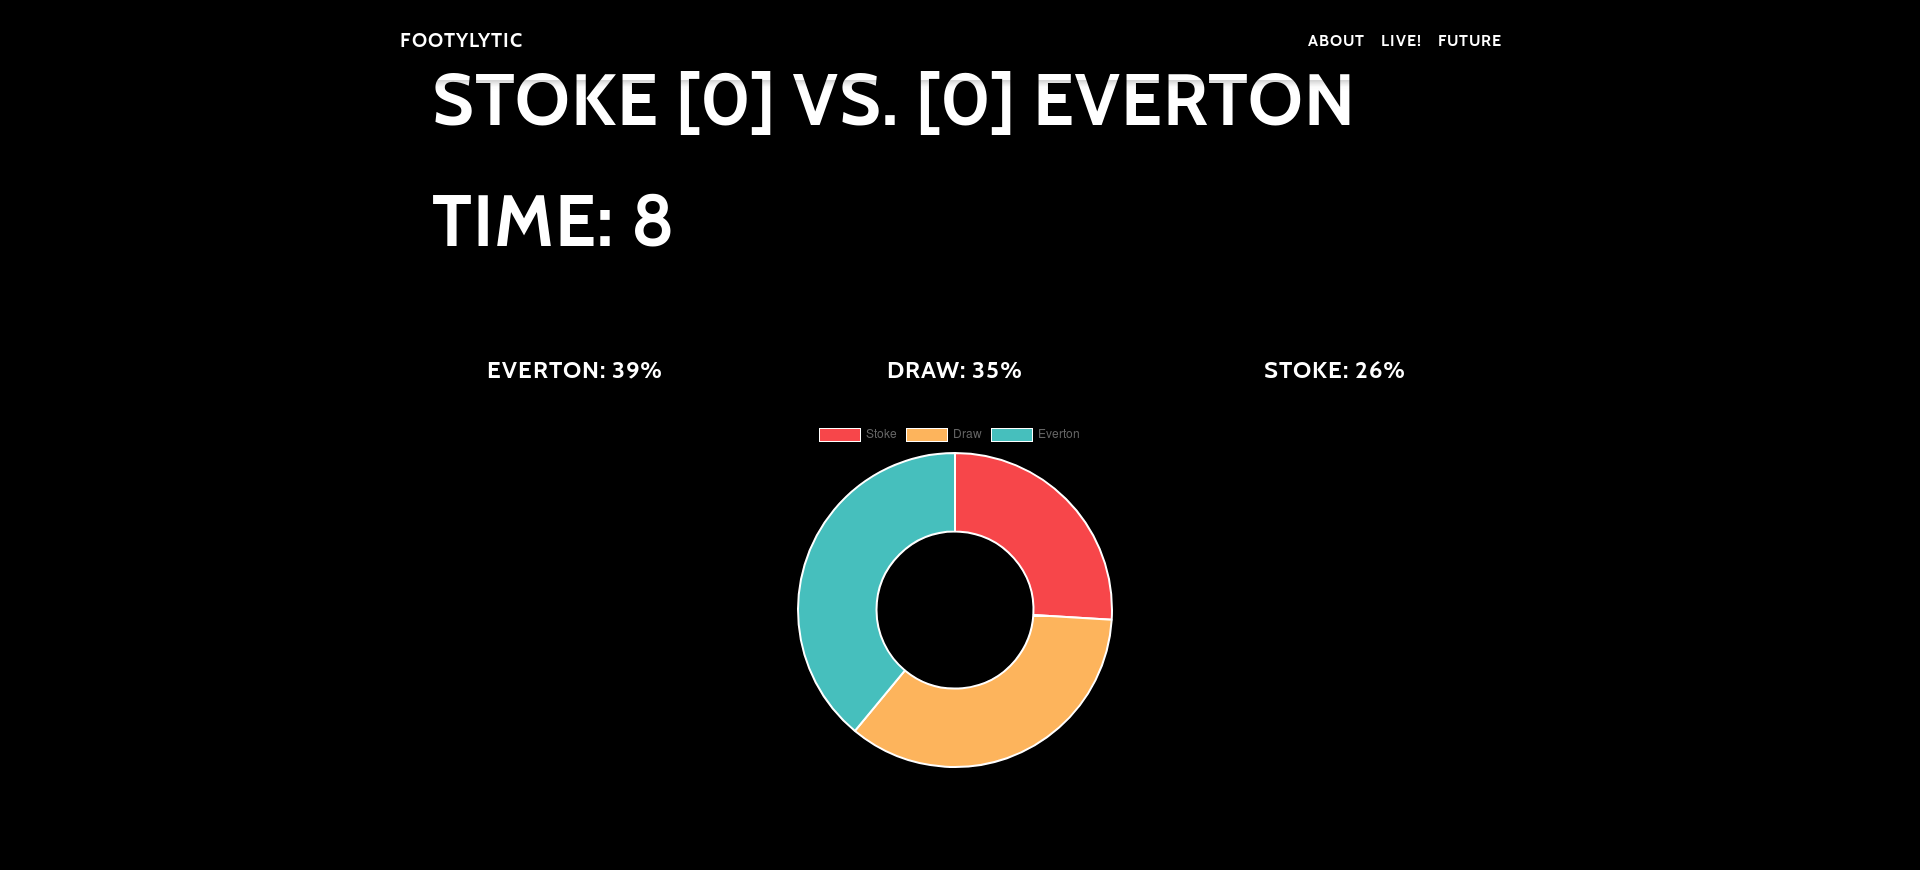 FOOTYLYTIC
ABOUT LIVE! FUTURE
STOKE [0] VS. [0] EVERTON
TIME: 8
EVERTON: 39%
DRAW: 35%
STOKE: 26%
Stoke Draw Everton